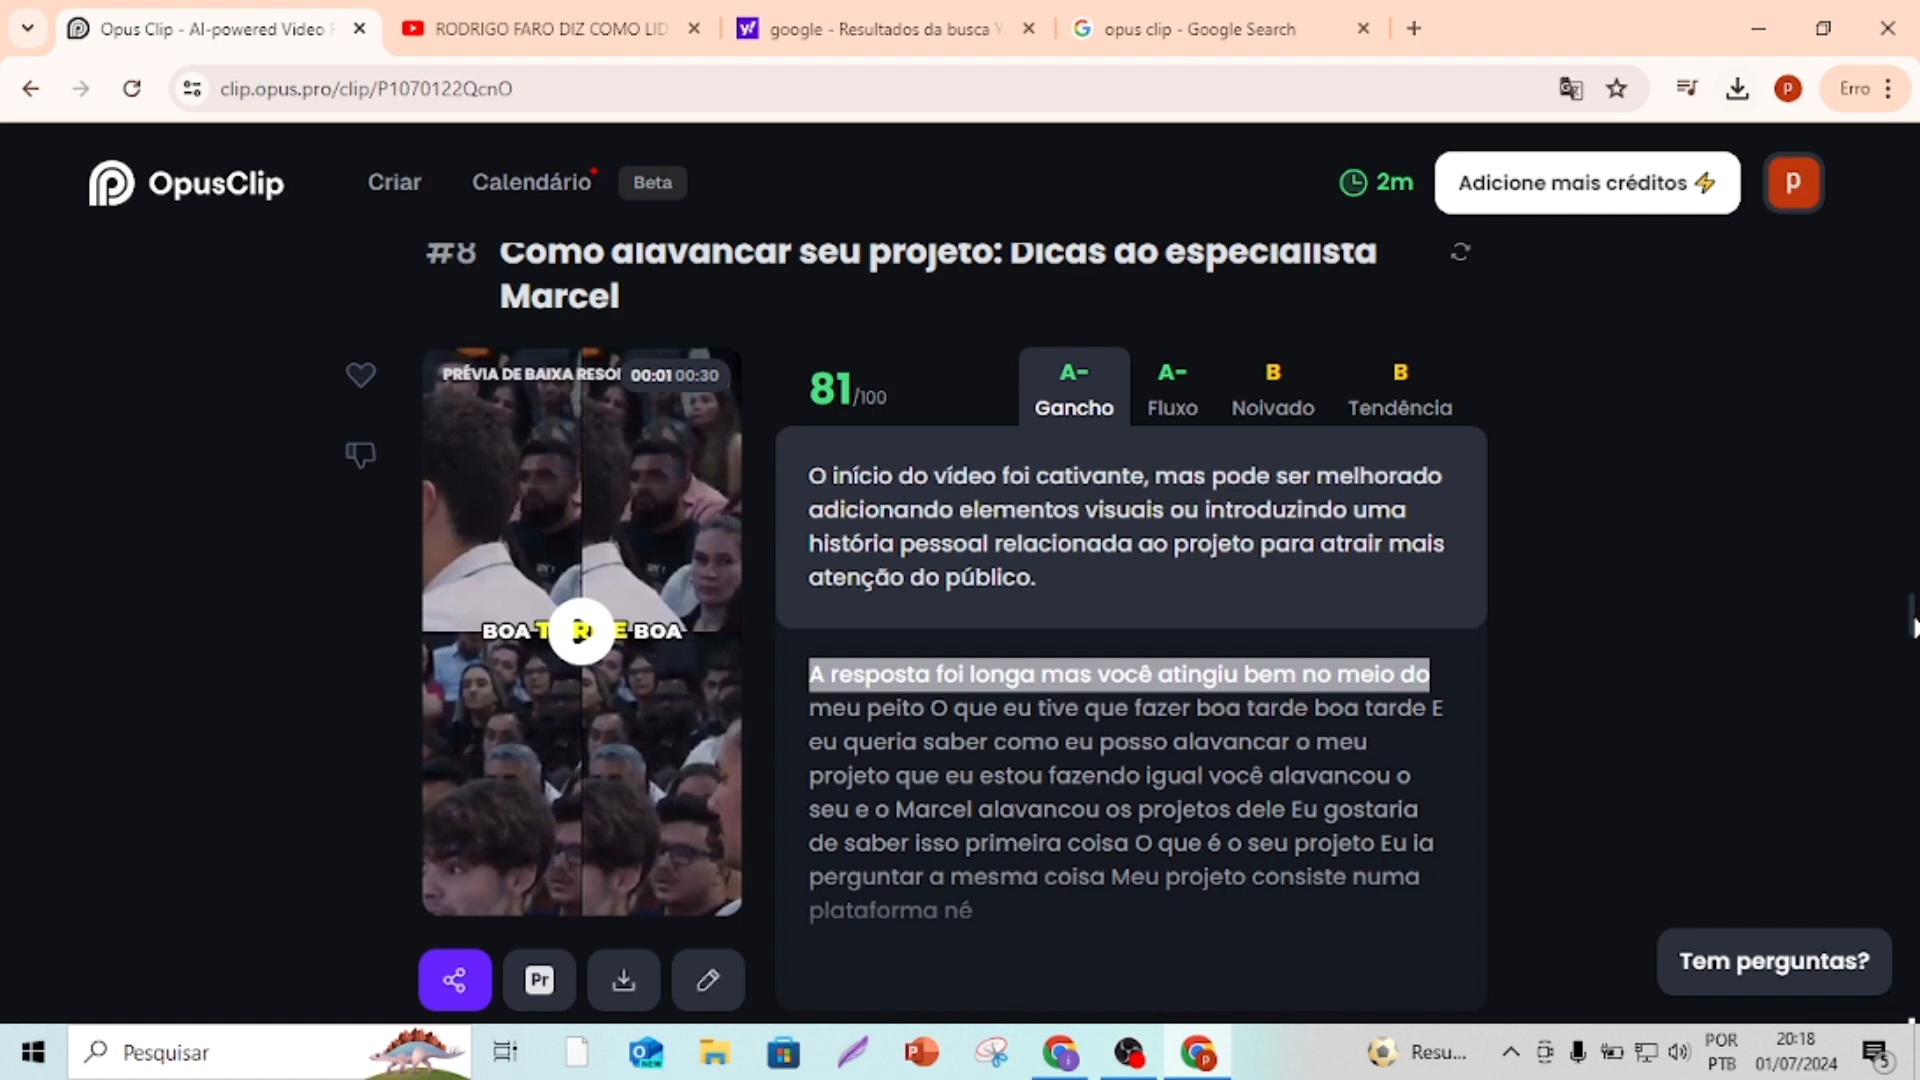 Opus Clip - AI-powered Video
RODRIGO FARO DIZ COMO LID
google - Resultados da busca
opus clip - Google Search
clip.opus.pro/clip/P1070122QcnO
P
Erro
OpusClip
Criar
Calendário
Beta
2m
Adicione mais créditos
p
#8 Como alavancar seu projeto: Dicas do especialista
Marcel
PRÉVIA DE BAIXA
00:01 00:30
BOA
BOA
81/100
A- Gancho
A- Fluxo
B Noivado
B Tendência
O início do vídeo foi cativante, mas pode ser melhorado
adicionando elementos visuais ou introduzindo uma
história pessoal relacionada ao projeto para atrair mais
atenção do público.
A resposta foi longa mas você atingiu bem no meio do
meu peito O que eu tive que fazer boa tarde boa tarde E
eu queria saber como eu posso alavancar o meu
projeto que eu estou fazendo igual você alavancou o
seu e o Marcel alavancou os projetos dele Eu gostaria
de saber isso primeira coisa O que é o seu projeto Eu ia
perguntar a mesma coisa Meu projeto consiste numa
plataforma né
Pr
Tem perguntas?
Pesquisar
Resu...
POR
PTB
20:18
01/07/2024
5